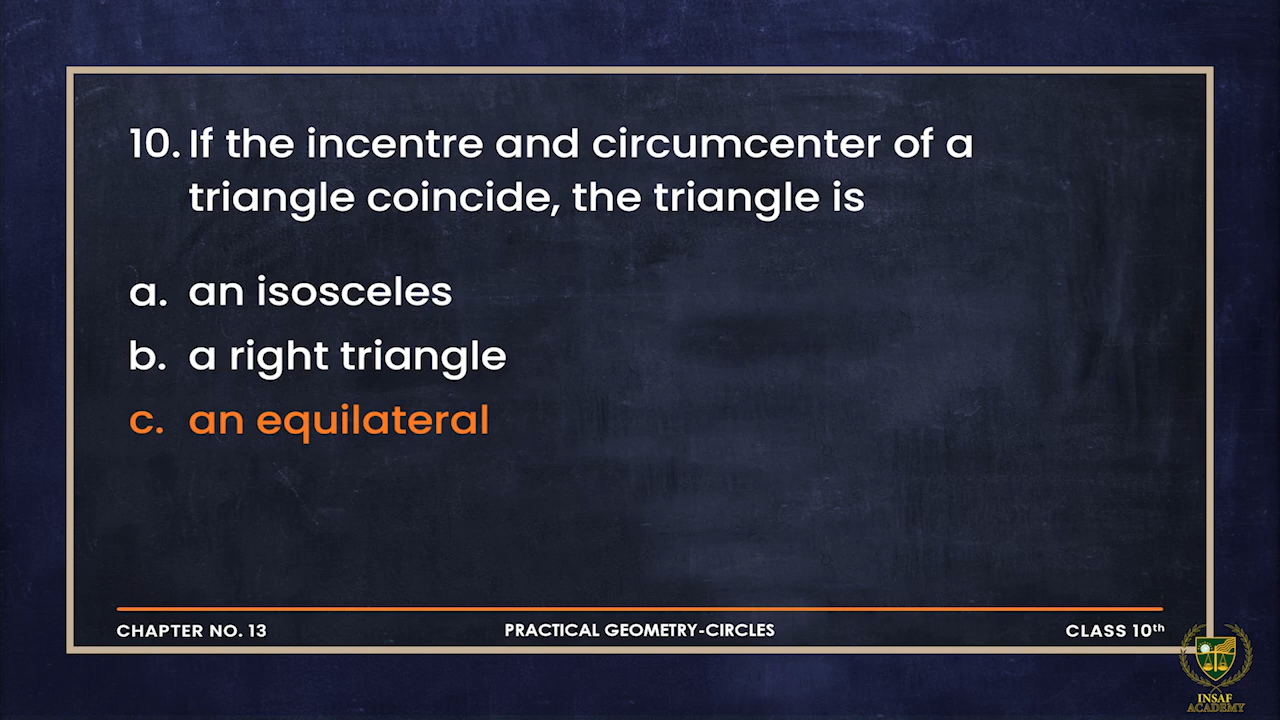 10. If the incentre and circumcenter of a
triangle coincide, the triangle is
a. an isosceles
b. a right triangle
c. an equilateral
CHAPTER NO. 13
PRACTICAL GEOMETRY-CIRCLES
CLASS 10th
INSAF
ACADEMY